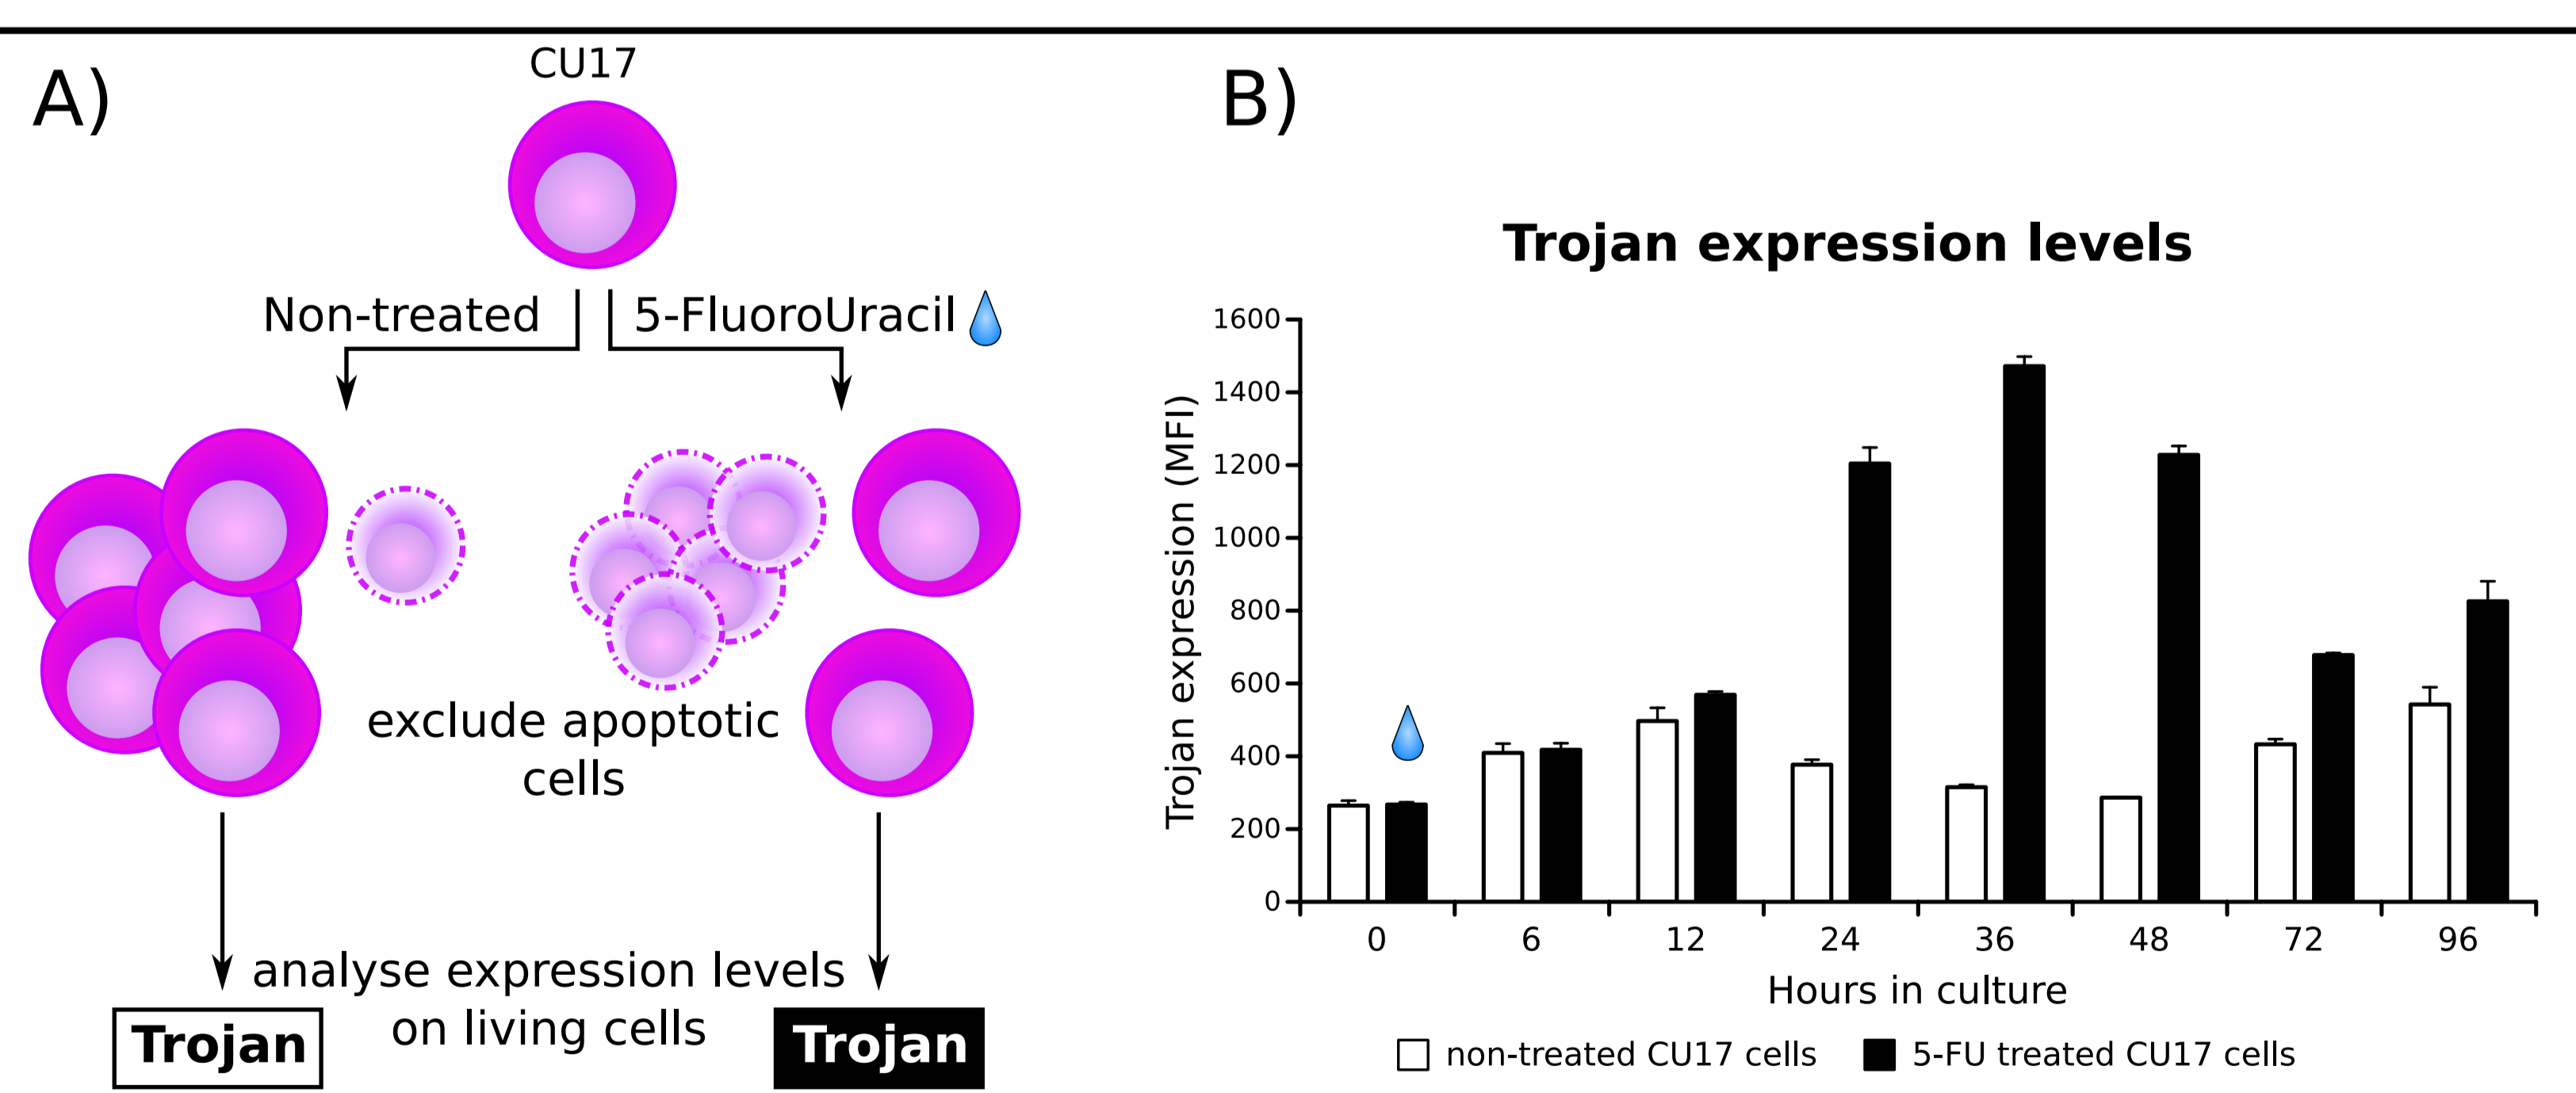 A)
CU17
Non-treated
5-FluoroUracil
exclude apoptotic
cells
analyse expression levels
on living cells
Trojan
Trojan
B)
Trojan expression levels
Trojan expression (MFI)
1600
1400
1200
1000
800
600
400
200
0
0 6 12 24 36 48 72 96
Hours in culture
non-treated CU17 cells
5-FU treated CU17 cells